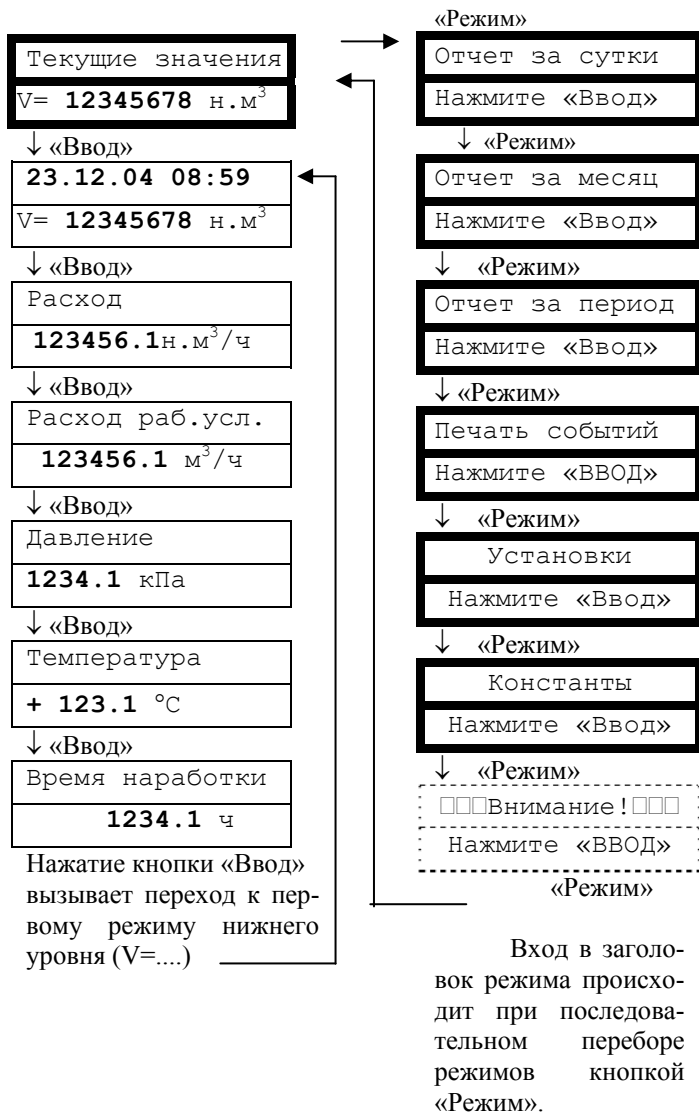 Текущие значения
V= 12345678 н.м³
↓ «Ввод»
23.12.04 08:59
V= 12345678 н.м³
↓ «Ввод»
Расход
123456.1н.м³/ч
↓ «Ввод»
Расход раб.усл.
123456.1 м³/ч
↓ «Ввод»
Давление
1234.1 кПа
↓ «Ввод»
Температура
+ 123.1 °С
↓ «Ввод»
Время наработки
1234.1 ч
Нажатие кнопки «Ввод»
вызывает переход к пер-
вому режиму нижнего
уровня (V=....)
«Режим»
Отчет за сутки
Нажмите «Ввод»
↓ «Режим»
Отчет за месяц
Нажмите «Ввод»
↓ «Режим»
Отчет за период
Нажмите «Ввод»
↓ «Режим»
Печать событий
Нажмите «ВВОД»
↓ «Режим»
Установки
Нажмите «Ввод»
↓ «Режим»
Константы
Нажмите «Ввод»
↓ «Режим»
□□□Внимание!□□□
Нажмите «ВВОД»
«Режим»
Вход в заголо-
вок режима происхо-
дит при последова-
тельном переборе
режимов кнопкой
«Режим».